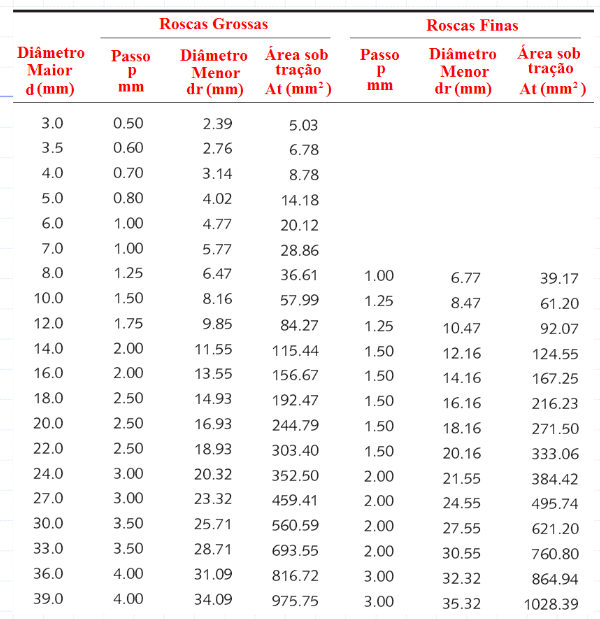 Roscas Grossas Roscas Finas
Diâmetro Maior d (mm) Passo p mm Diâmetro Menor dr (mm) Área sob tração At (mm²) Passo p mm Diâmetro Menor dr (mm) Área sob tração At (mm²)
3.0 0.50 2.39 5.03
3.5 0.60 2.76 6.78
4.0 0.70 3.14 8.78
5.0 0.80 4.02 14.18
6.0 1.00 4.77 20.12
7.0 1.00 5.77 28.86
8.0 1.25 6.47 36.61 1.00 6.77 39.17
10.0 1.50 8.16 57.99 1.25 8.47 61.20
12.0 1.75 9.85 84.27 1.25 10.47 92.07
14.0 2.00 11.55 115.44 1.50 12.16 124.55
16.0 2.00 13.55 156.67 1.50 14.16 167.25
18.0 2.50 14.93 192.47 1.50 16.16 216.23
20.0 2.50 16.93 244.79 1.50 18.16 271.50
22.0 2.50 18.93 303.40 1.50 20.16 333.06
24.0 3.00 20.32 352.50 2.00 21.55 384.42
27.0 3.00 23.32 459.41 2.00 24.55 495.74
30.0 3.50 25.71 560.59 2.00 27.55 621.20
33.0 3.50 28.71 693.55 2.00 30.55 760.80
36.0 4.00 31.09 816.72 3.00 32.32 864.94
39.0 4.00 34.09 975.75 3.00 35.32 1028.39